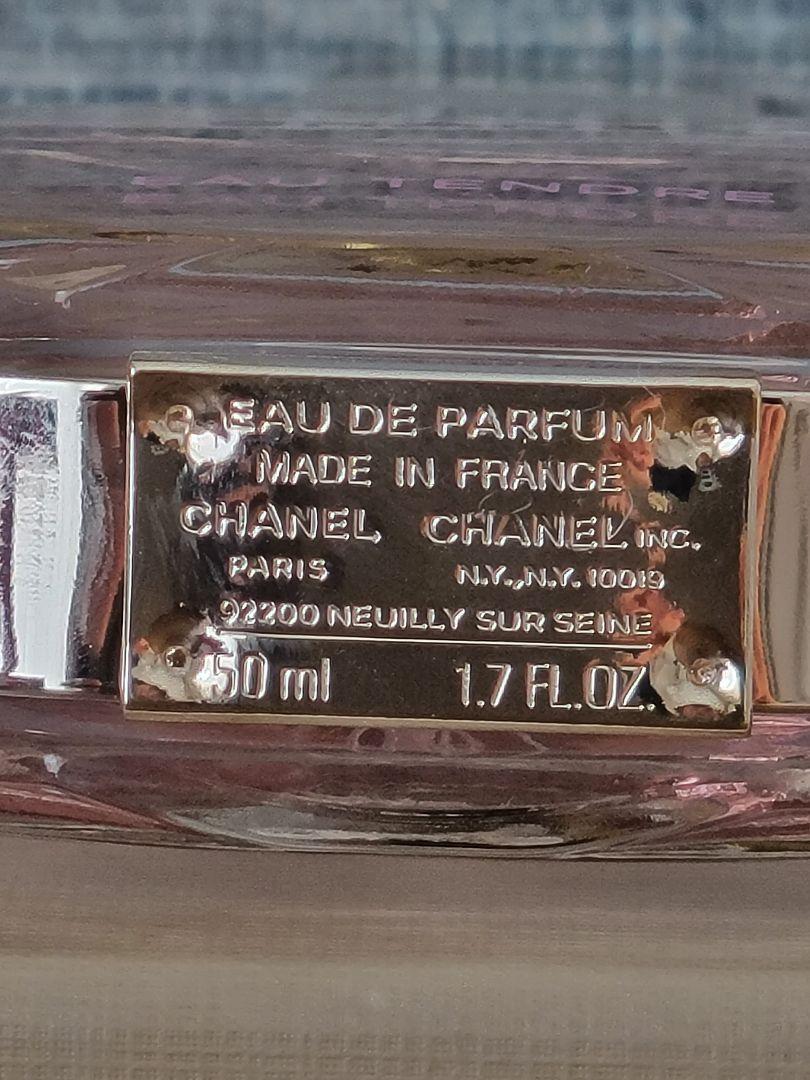 EAU TENDRE
EAU DE PARFUM
MADE IN FRANCE
CHANEL CHANEL INC.
PARIS N.Y., N.Y. 10019
92200 NEUILLY SUR SEINE
50 ml 1.7 FL.OZ.